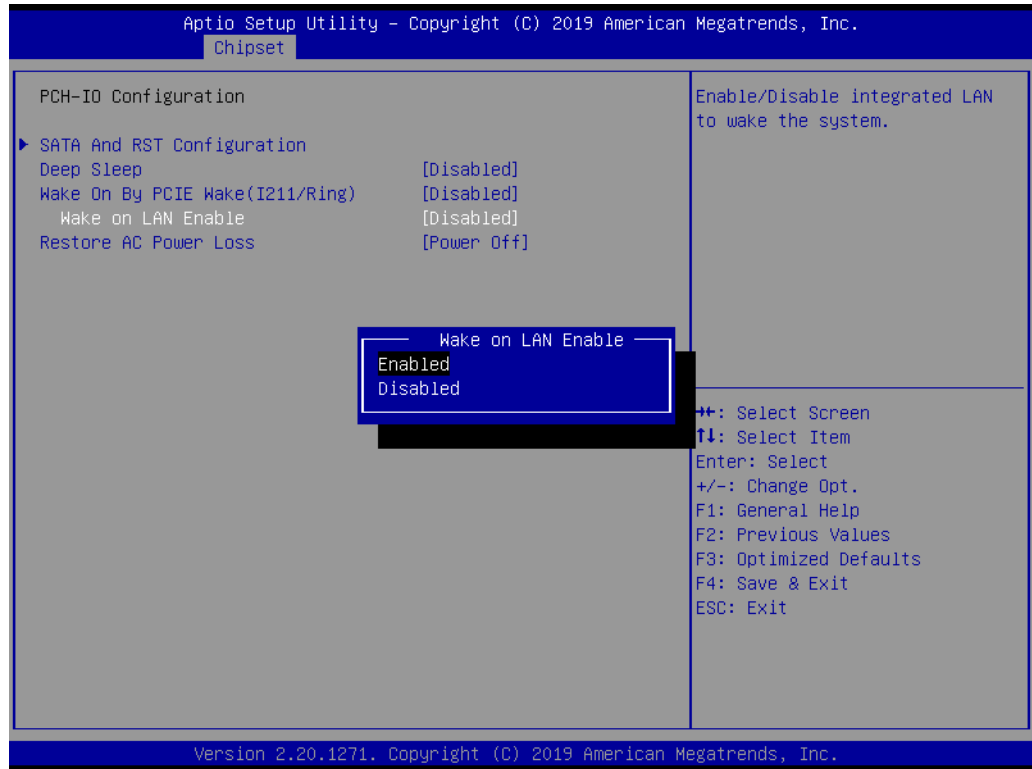 Aptio Setup Utility – Copyright (C) 2019 American Megatrends, Inc.
Chipset
PCH-IO Configuration
SATA And RST Configuration
Deep Sleep [Disabled]
Wake On By PCIE Wake(I211/Ring) [Disabled]
Wake on LAN Enable [Disabled]
Restore AC Power Loss [Power Off]
Wake on LAN Enable
Enabled
Disabled
Enable/Disable integrated LAN
to wake the system.
→←: Select Screen
↑↓: Select Item
Enter: Select
+/-: Change Opt.
F1: General Help
F2: Previous Values
F3: Optimized Defaults
F4: Save & Exit
ESC: Exit
Version 2.20.1271. Copyright (C) 2019 American Megatrends, Inc.